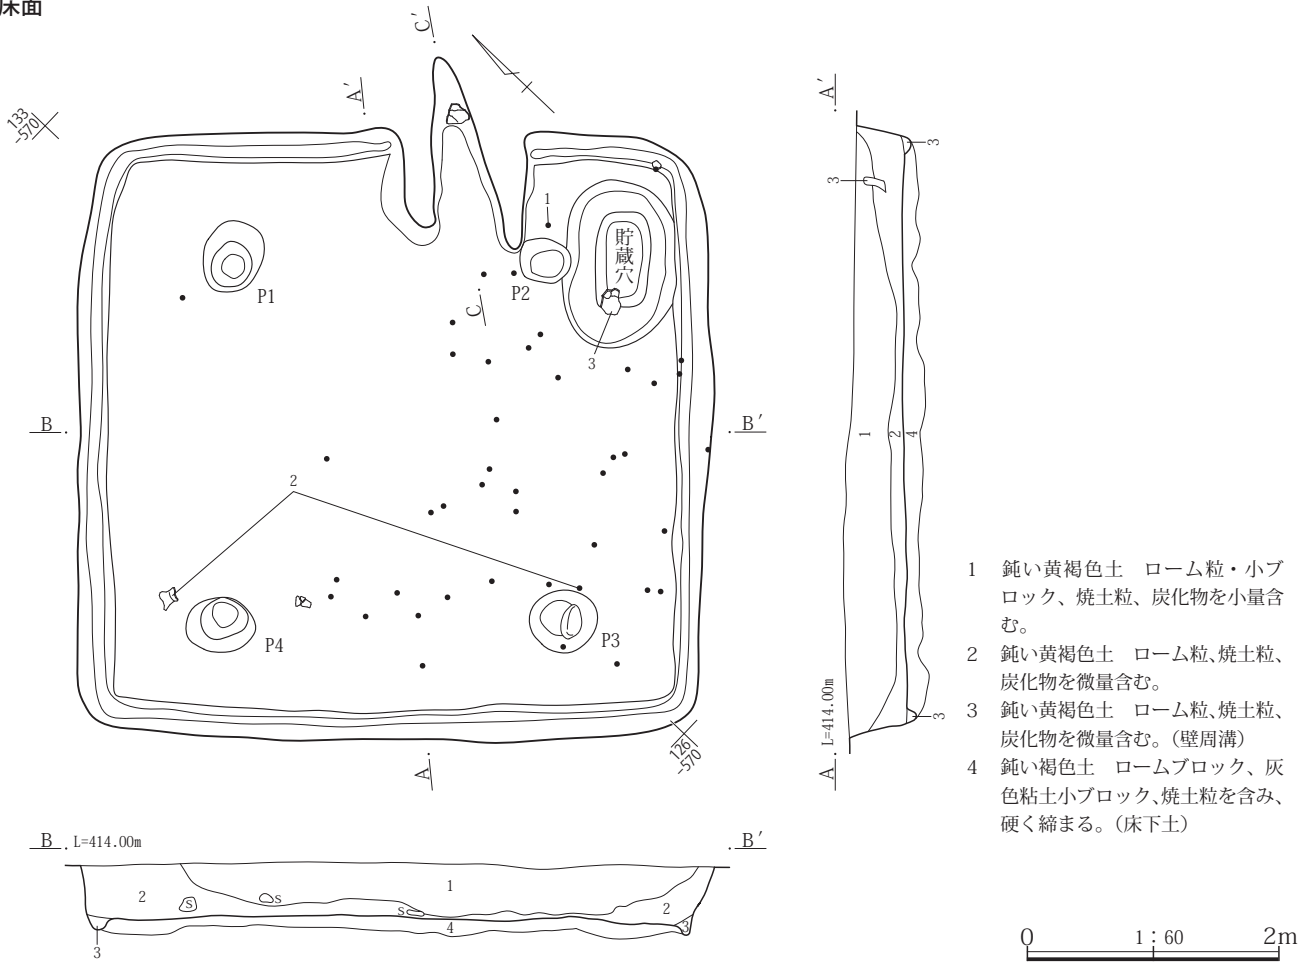 床面
C′
A′
133
-570
1
貯蔵穴
P1
P2
C
3
B
B′
2
P4
P3
126
-570
A
A′
3
3
1
2
4
3
A
L=414.00m
B
L=414.00m
B′
1
2
S
S
S
2
3
4
3
1 鈍い黄褐色土 ローム粒・小ブ
ロック、焼土粒、炭化物を小量含
む。
2 鈍い黄褐色土 ローム粒、焼土粒、
炭化物を微量含む。
3 鈍い黄褐色土 ローム粒、焼土粒、
炭化物を微量含む。（壁周溝）
4 鈍い褐色土 ロームブロック、灰
色粘土小ブロック、焼土粒を含み、
硬く締まる。（床下土）
0 1：60 2m